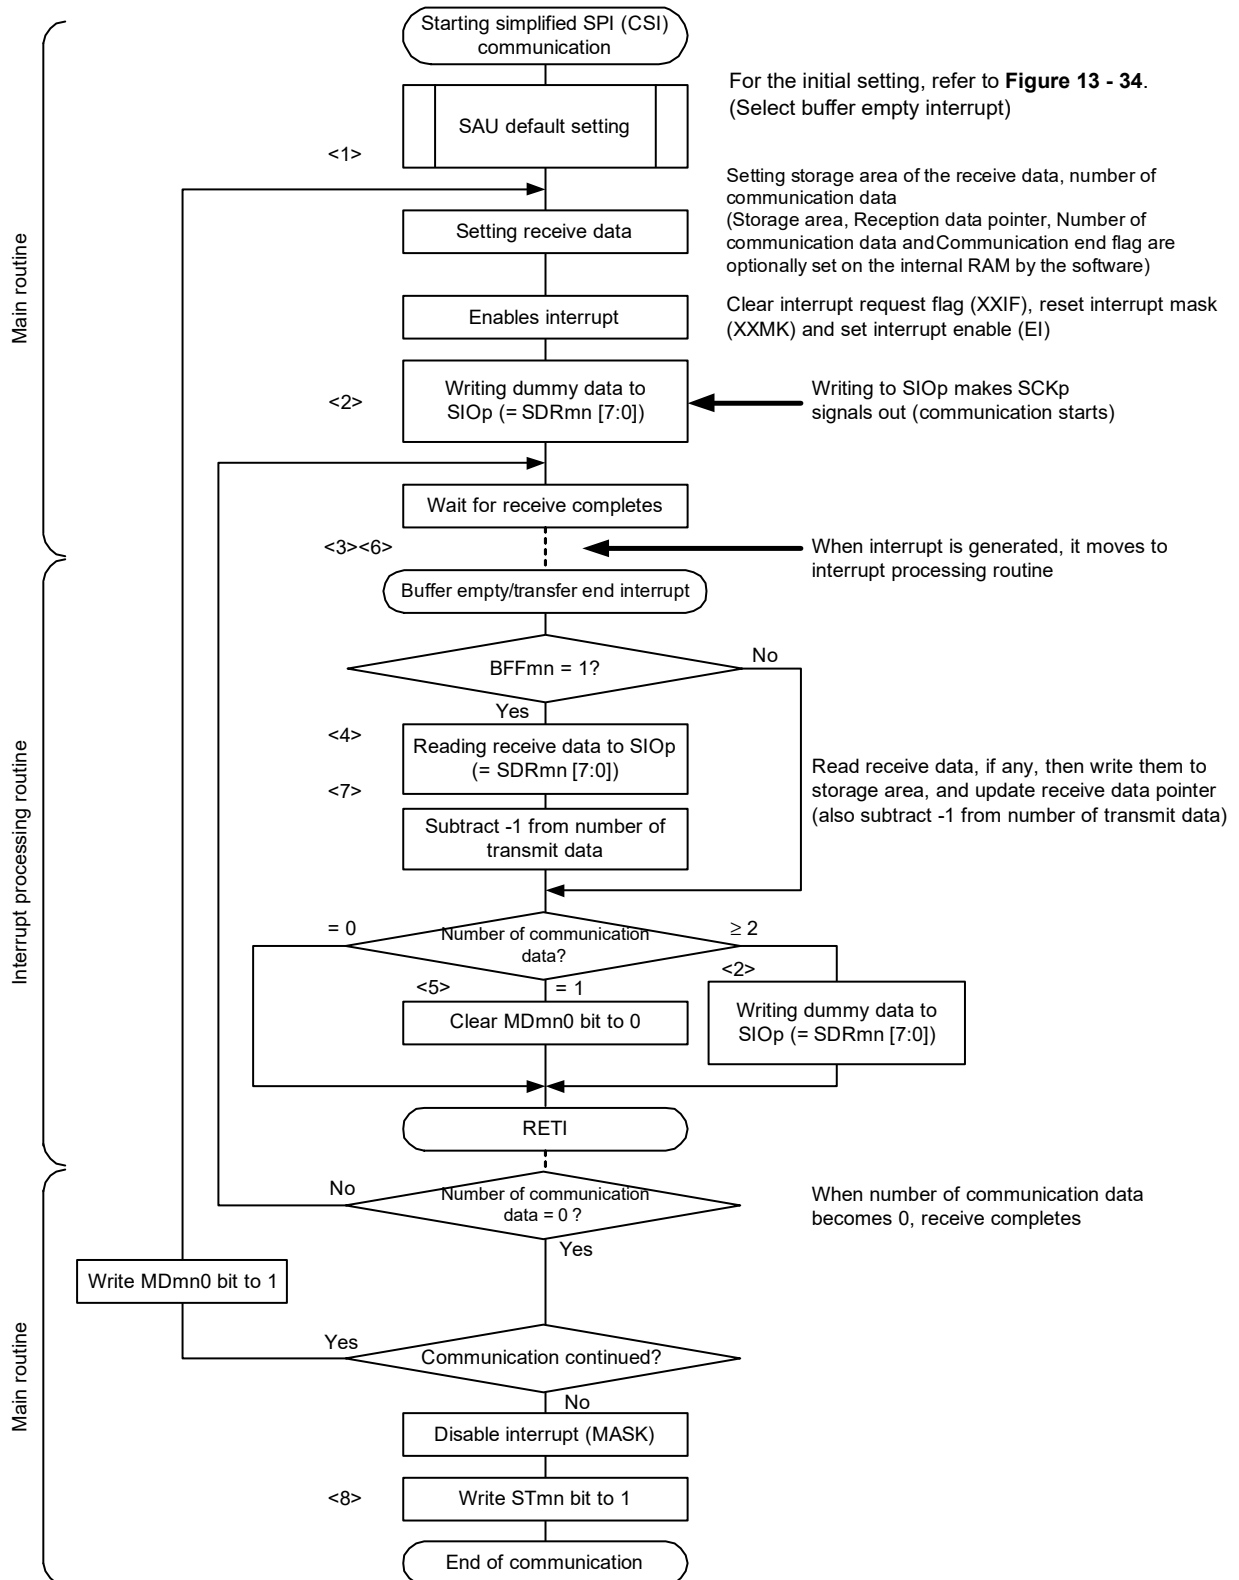 Starting simplified SPI (CSI)
communication
For the initial setting, refer to Figure 13 - 34.
(Select buffer empty interrupt)
SAU default setting
<1>
Setting storage area of the receive data, number of
communication data
(Storage area, Reception data pointer, Number of
communication data and Communication end flag are
optionally set on the internal RAM by the software)
Setting receive data
Main routine
Enables interrupt
Clear interrupt request flag (XXIF), reset interrupt mask
(XXMK) and set interrupt enable (EI)
<2>
Writing dummy data to
SIOp (= SDRmn [7:0])
Writing to SIOp makes SCKp
signals out (communication starts)
Wait for receive completes
<3><6>
When interrupt is generated, it moves to
interrupt processing routine
Buffer empty/transfer end interrupt
BFFmn = 1?
No
Yes
<4>
Reading receive data to SIOp
(= SDRmn [7:0])
<7>
Read receive data, if any, then write them to
storage area, and update receive data pointer
(also subtract -1 from number of transmit data)
Subtract -1 from number of
transmit data
Interrupt processing routine
= 0
Number of communication
data?
≥ 2
<2>
<5>
= 1
Clear MDmn0 bit to 0
Writing dummy data to
SIOp (= SDRmn [7:0])
RETI
No
Number of communication
data = 0 ?
When number of communication data
becomes 0, receive completes
Yes
Write MDmn0 bit to 1
Yes
Communication continued?
No
Main routine
Disable interrupt (MASK)
<8>
Write STmn bit to 1
End of communication